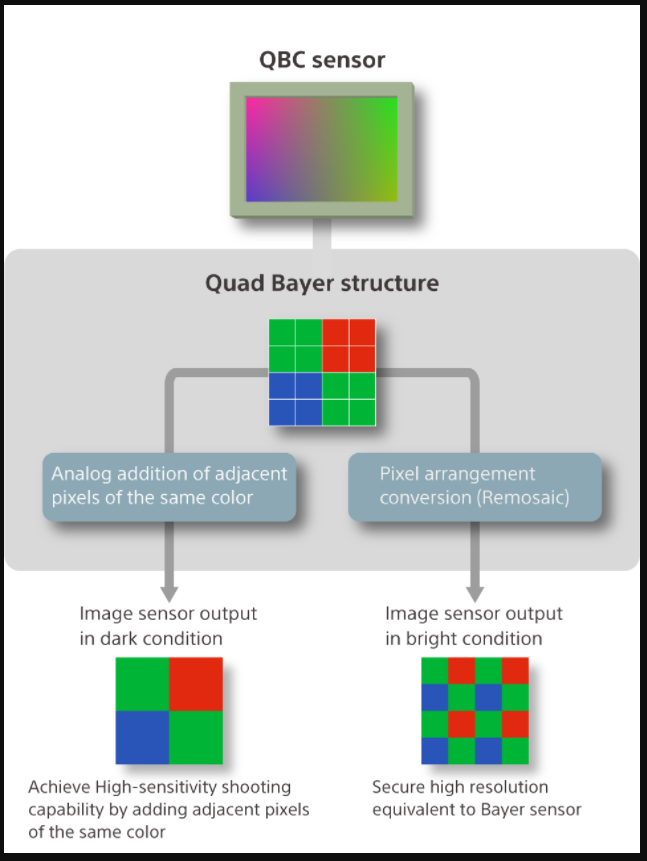 QBC sensor
Quad Bayer structure
Analog addition of adjacent
pixels of the same color
Pixel arrangement
conversion (Remosaic)
Image sensor output
in dark condition
Image sensor output
in bright condition
Achieve High-sensitivity shooting
capability by adding adjacent pixels
of the same color
Secure high resolution
equivalent to Bayer sensor